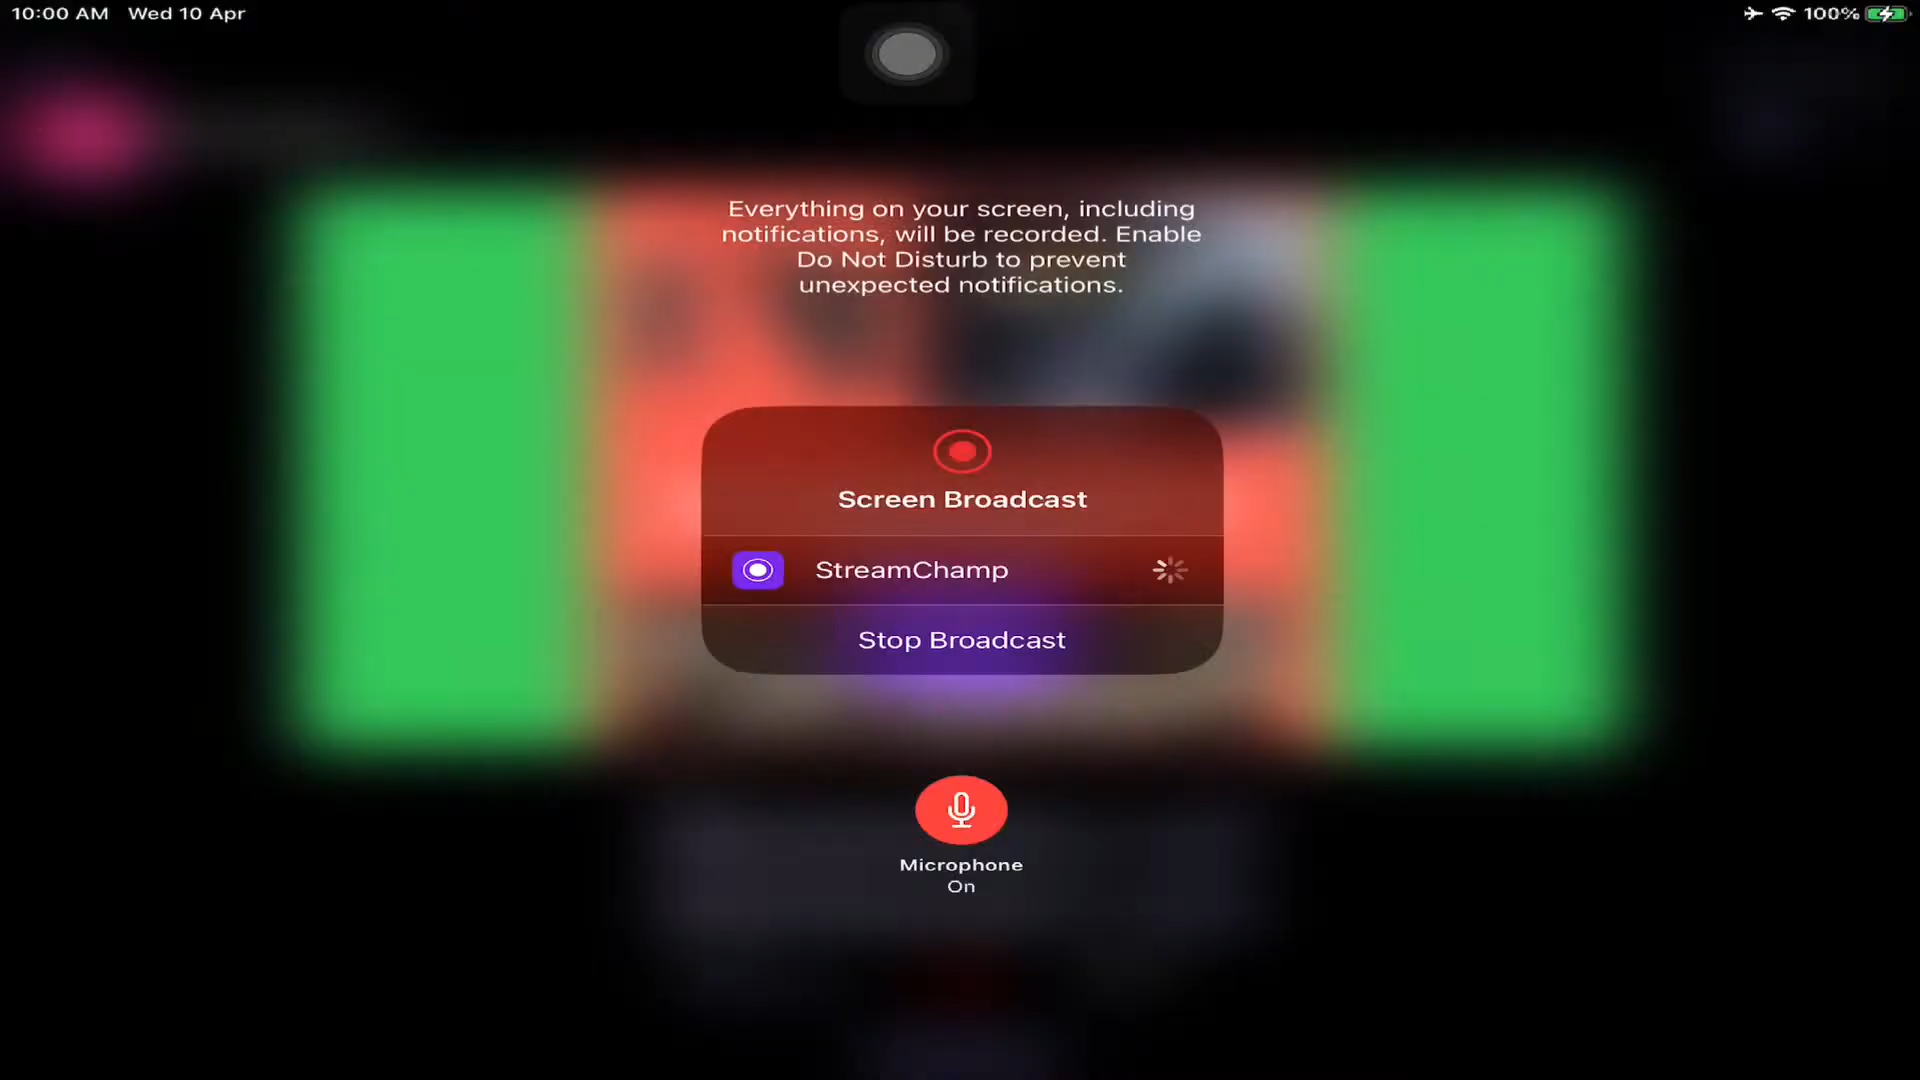 10:00 AM Wed 10 Apr
100%
Everything on your screen, including
notifications, will be recorded. Enable
Do Not Disturb to prevent
unexpected notifications.
Screen Broadcast
StreamChamp
Stop Broadcast
Microphone
On